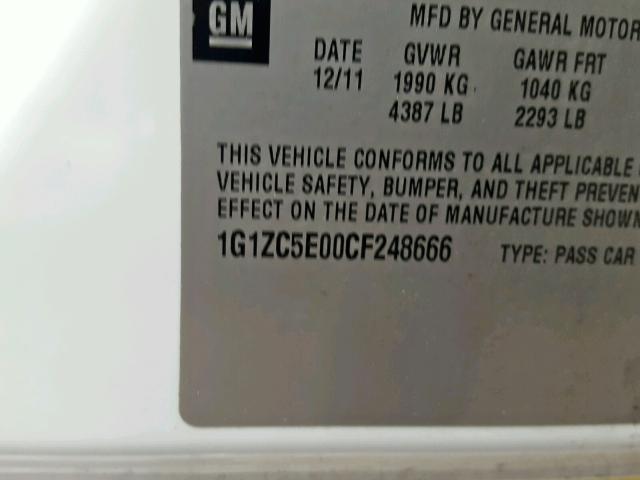 GM
MFD BY GENERAL MOTOR
DATE GVWR GAWR FRT
12/11 1990 KG 1040 KG
4387 LB 2293 LB
THIS VEHICLE CONFORMS TO ALL APPLICABLE
VEHICLE SAFETY, BUMPER, AND THEFT PREVEN
EFFECT ON THE DATE OF MANUFACTURE SHOWN
1G1ZC5E00CF248666 TYPE: PASS CAR